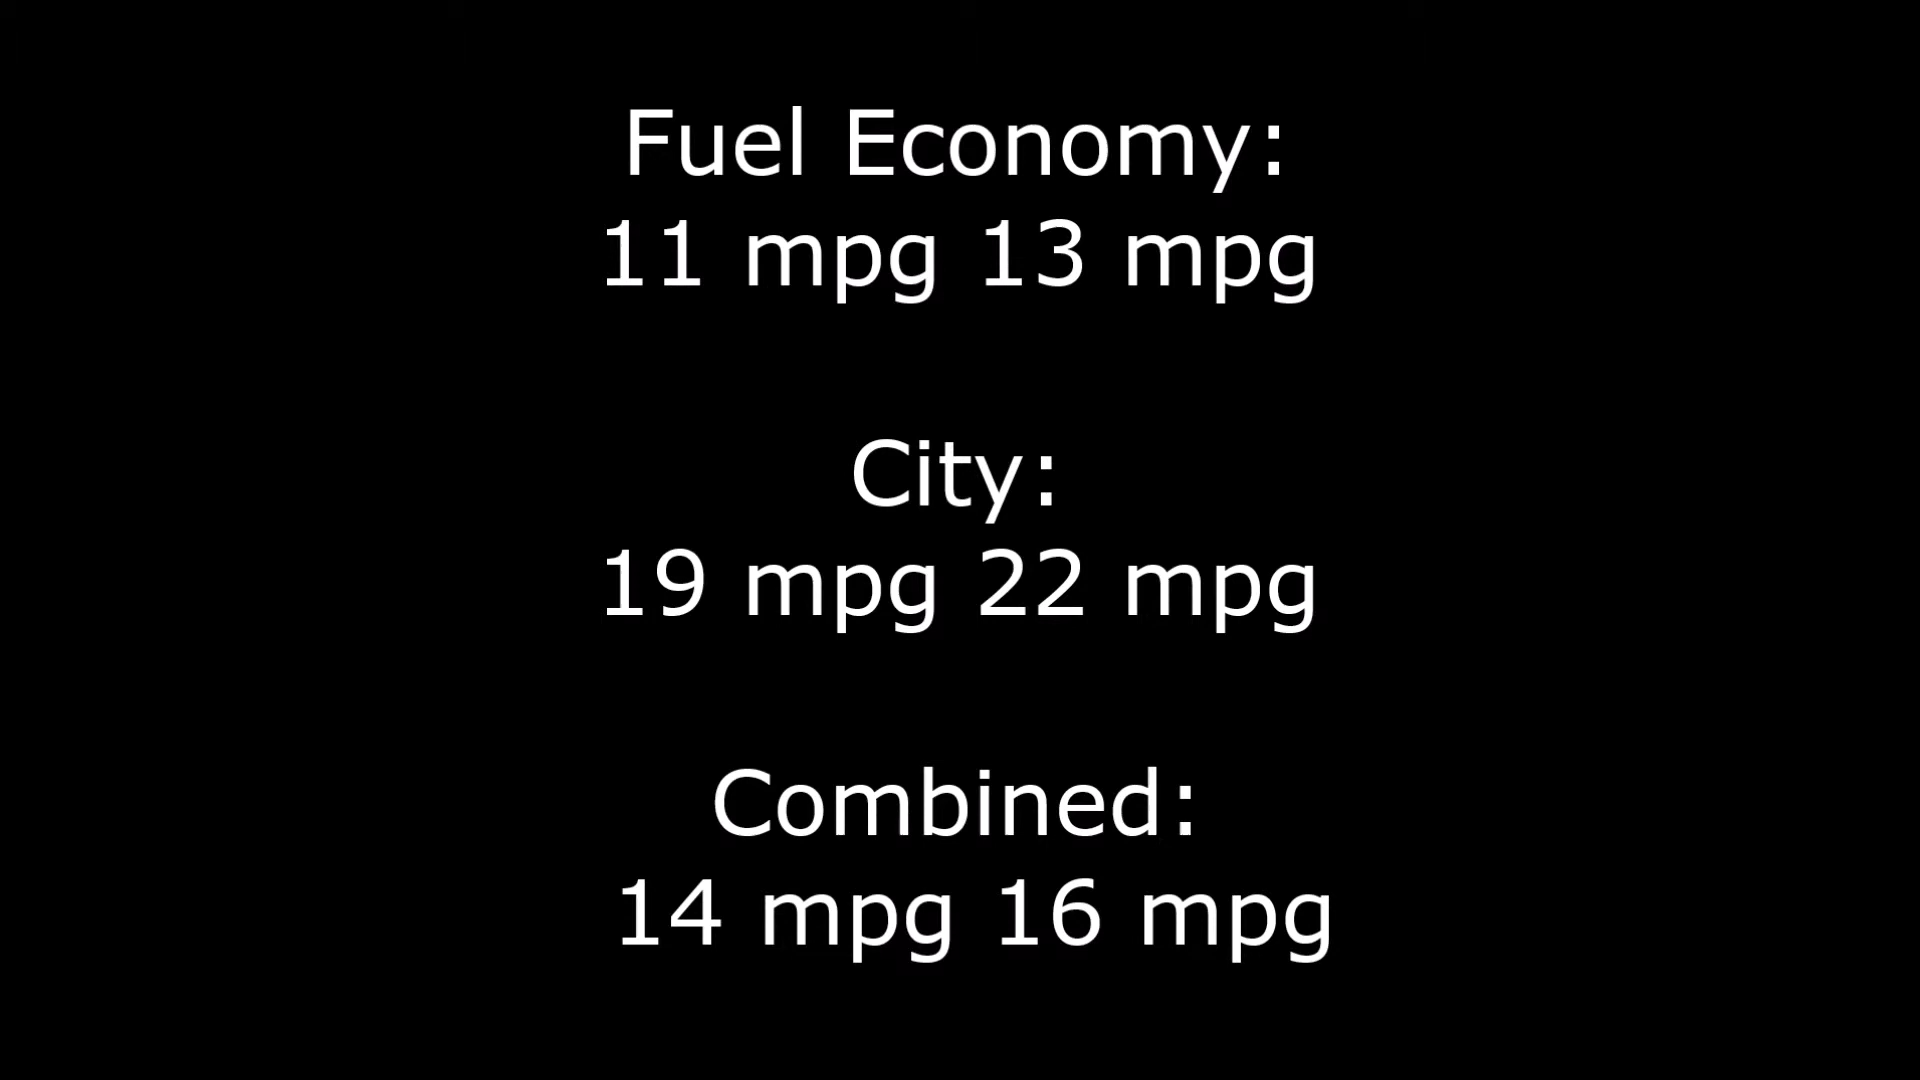 Fuel Economy:
11 mpg 13 mpg
City:
19 mpg 22 mpg
Combined:
14 mpg 16 mpg